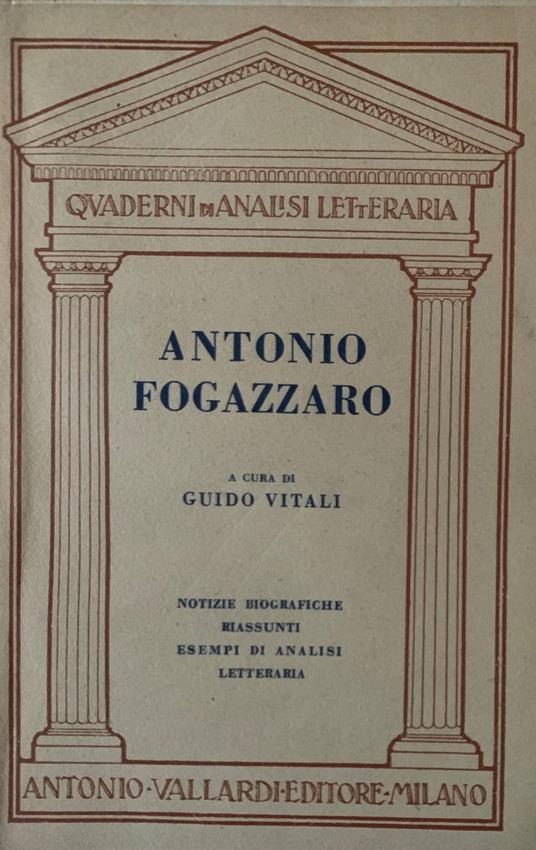 QVADERNI DI ANALISI LETTERARIA
ANTONIO
FOGAZZARO
A CURA DI
GUIDO VITALI
NOTIZIE BIOGRAFICHE
RIASSUNTI
ESEMPI DI ANALISI
LETTERARIA
ANTONIO·VALLARDI·EDITORE·MILANO